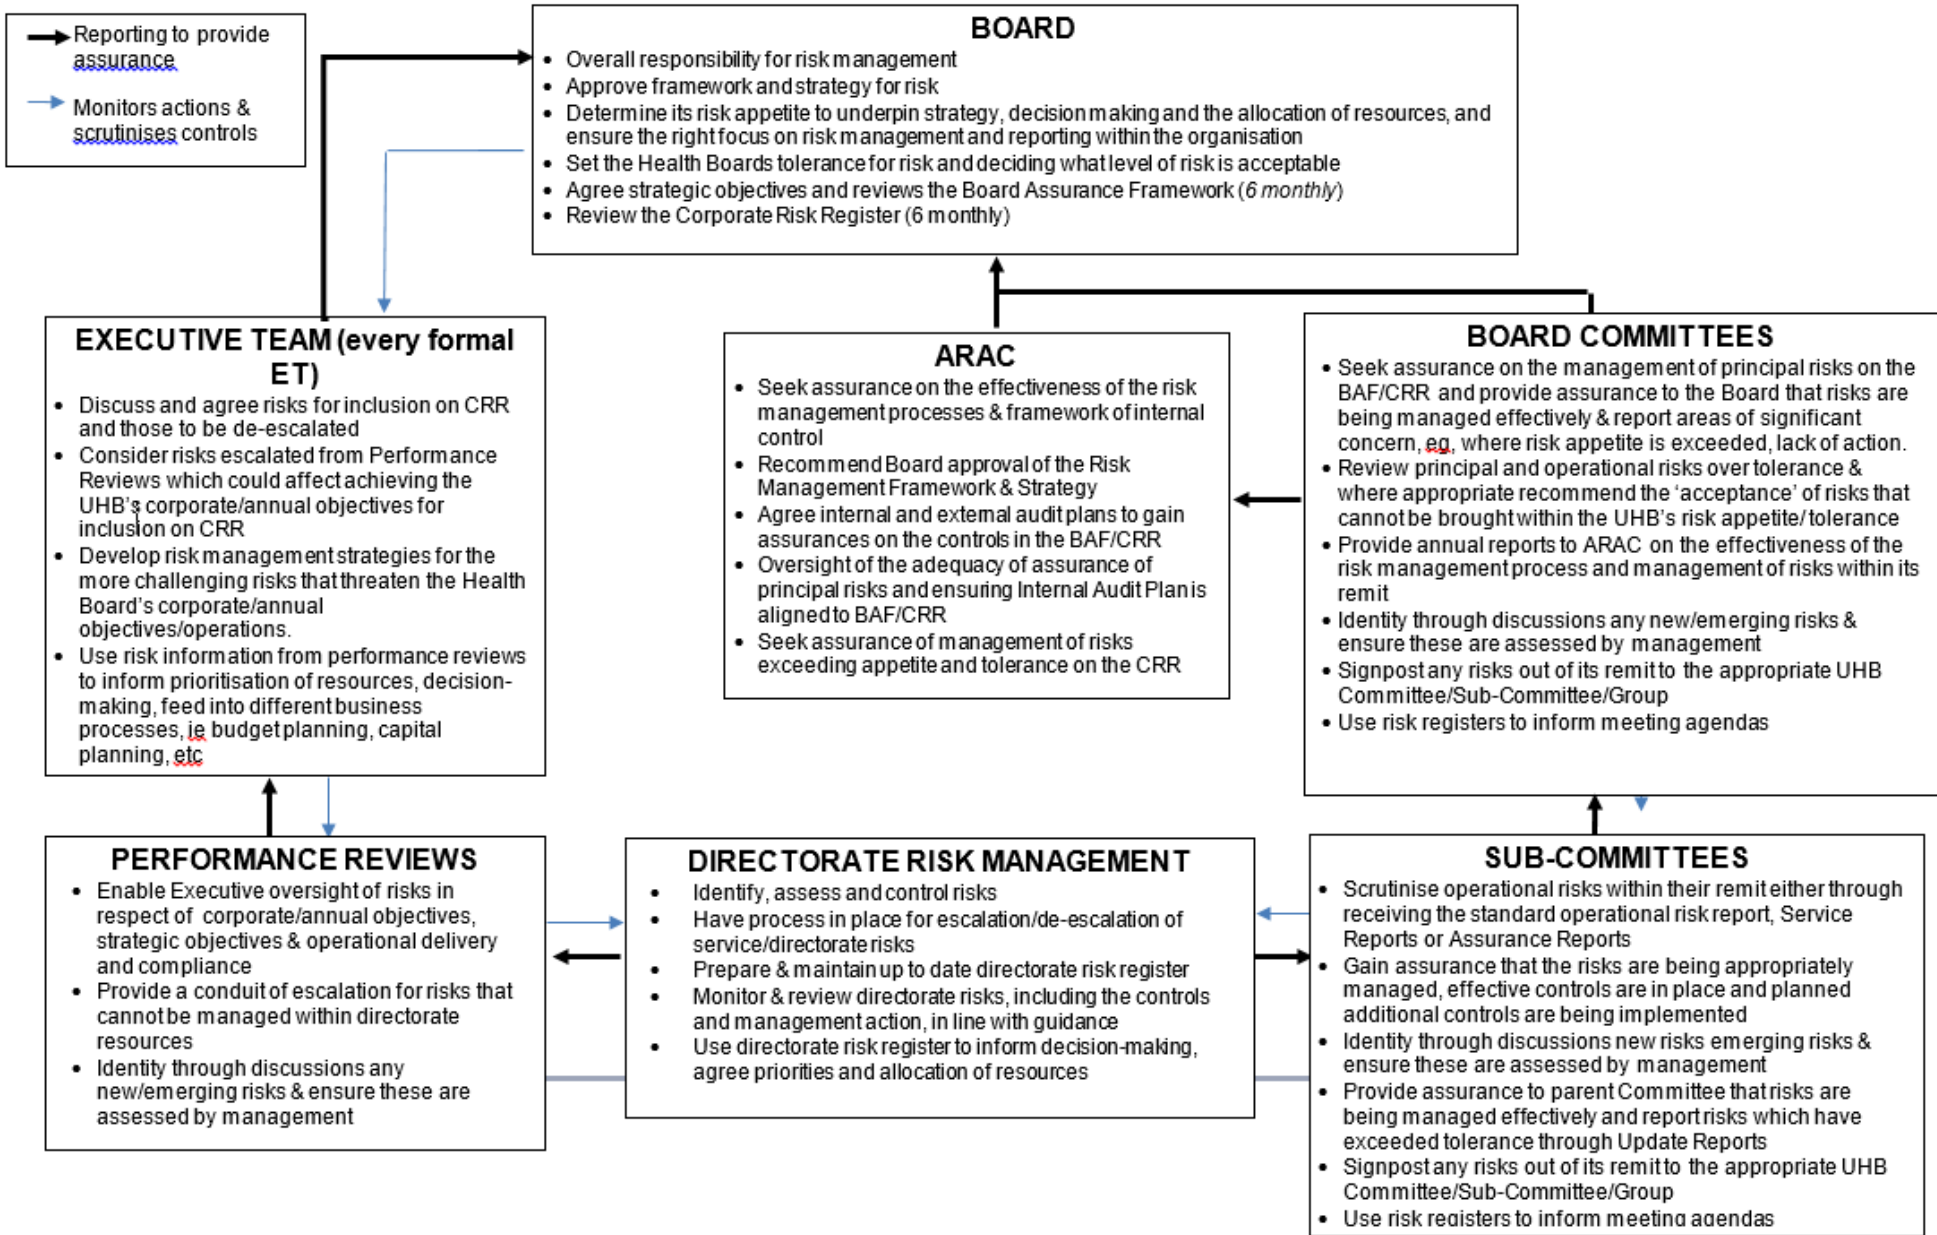 Reporting to provide
assurance
Monitors actions &
scrutinises controls
BOARD
• Overall responsibility for risk management
• Approve framework and strategy for risk
• Determine its risk appetite to underpin strategy, decision making and the allocation of resources, and
ensure the right focus on risk management and reporting within the organisation
• Set the Health Boards tolerance for risk and deciding what level of risk is acceptable
• Agree strategic objectives and reviews the Board Assurance Framework (6 monthly)
• Review the Corporate Risk Register (6 monthly)
EXECUTIVE TEAM (every formal
ET)
• Discuss and agree risks for inclusion on CRR
and those to be de-escalated
• Consider risks escalated from Performance
Reviews which could affect achieving the
UHB's corporate/annual objectives for
inclusion on CRR
• Develop risk management strategies for the
more challenging risks that threaten the Health
Board's corporate/annual
objectives/operations.
• Use risk information from performance reviews
to inform prioritisation of resources, decision-
making, feed into different business
processes, ie budget planning, capital
planning, etc
ARAC
• Seek assurance on the effectiveness of the risk
management processes & framework of internal
control
• Recommend Board approval of the Risk
Management Framework & Strategy
• Agree internal and external audit plans to gain
assurances on the controls in the BAF/CRR
• Oversight of the adequacy of assurance of
principal risks and ensuring Internal Audit Plan is
aligned to BAF/CRR
• Seek assurance of management of risks
exceeding appetite and tolerance on the CRR
BOARD COMMITTEES
• Seek assurance on the management of principal risks on the
BAF/CRR and provide assurance to the Board that risks are
being managed effectively & report areas of significant
concern, eg, where risk appetite is exceeded, lack of action.
• Review principal and operational risks over tolerance &
where appropriate recommend the 'acceptance' of risks that
cannot be brought within the UHB's risk appetite/ tolerance
• Provide annual reports to ARAC on the effectiveness of the
risk management process and management of risks within its
remit
• Identity through discussions any new/emerging risks &
ensure these are assessed by management
• Signpost any risks out of its remit to the appropriate UHB
Committee/Sub-Committee/Group
• Use risk registers to inform meeting agendas
PERFORMANCE REVIEWS
• Enable Executive oversight of risks in
respect of corporate/annual objectives,
strategic objectives & operational delivery
and compliance
• Provide a conduit of escalation for risks that
cannot be managed within directorate
resources
• Identity through discussions any
new/emerging risks & ensure these are
assessed by management
DIRECTORATE RISK MANAGEMENT
• Identify, assess and control risks
• Have process in place for escalation/de-escalation of
service/directorate risks
• Prepare & maintain up to date directorate risk register
• Monitor & review directorate risks, including the controls
and management action, in line with guidance
• Use directorate risk register to inform decision-making,
agree priorities and allocation of resources
SUB-COMMITTEES
• Scrutinise operational risks within their remit either through
receiving the standard operational risk report, Service
Reports or Assurance Reports
• Gain assurance that the risks are being appropriately
managed, effective controls are in place and planned
additional controls are being implemented
• Identity through discussions new risks emerging risks &
ensure these are assessed by management
• Provide assurance to parent Committee that risks are
being managed effectively and report risks which have
exceeded tolerance through Update Reports
• Signpost any risks out of its remit to the appropriate UHB
Committee/Sub-Committee/Group
• Use risk registers to inform meeting agendas